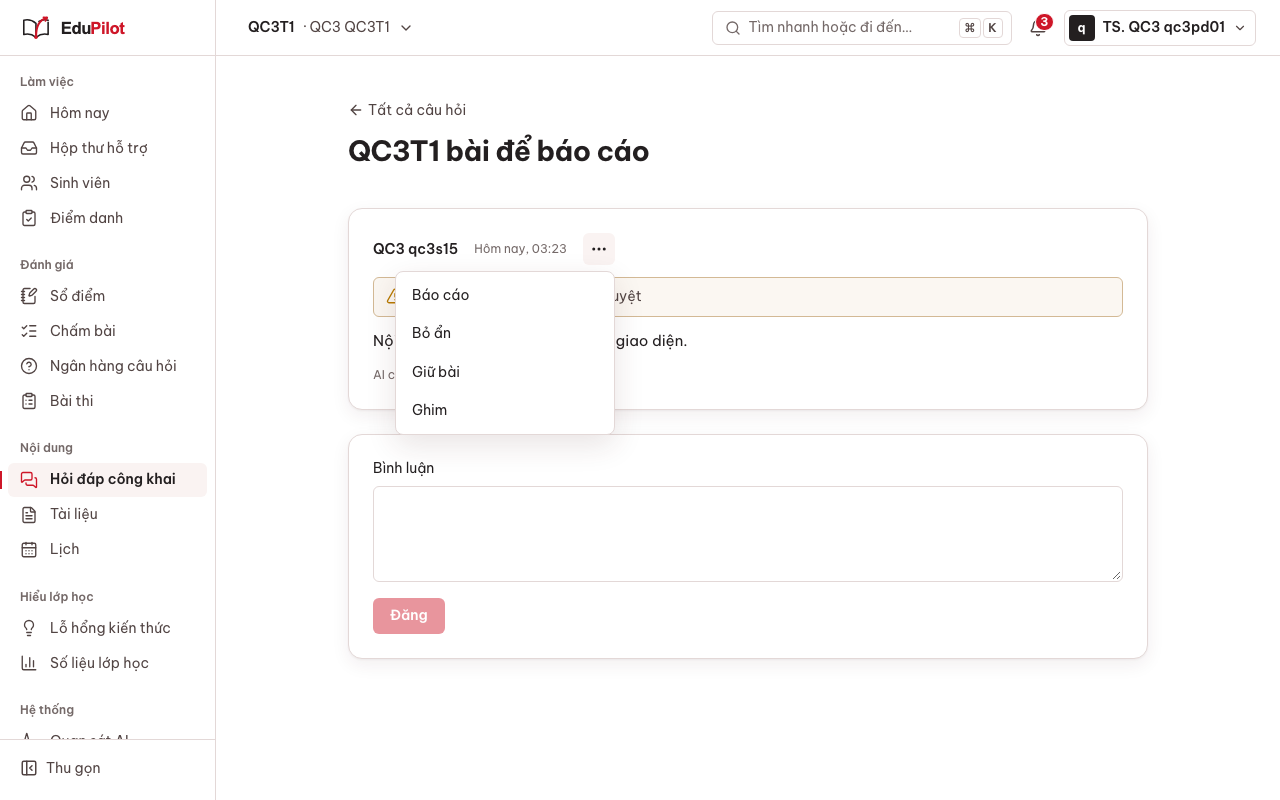 EduPilot
QC3T1 · QC3 QC3T1
Tìm nhanh hoặc đi đến...
⌘ K
3
q
TS. QC3 qc3pd01
Làm việc
Hôm nay
Hộp thư hỗ trợ
Sinh viên
Điểm danh
Đánh giá
Sổ điểm
Chấm bài
Ngân hàng câu hỏi
Bài thi
Nội dung
Hỏi đáp công khai
Tài liệu
Lịch
Hiểu lớp học
Lỗ hổng kiến thức
Số liệu lớp học
Hệ thống
Thu gọn
← Tất cả câu hỏi
QC3T1 bài để báo cáo
QC3 qc3s15
Hôm nay, 03:23
Báo cáo
Bỏ ẩn
Giữ bài
Ghim
giao diện.
AI
Bình luận
Đăng